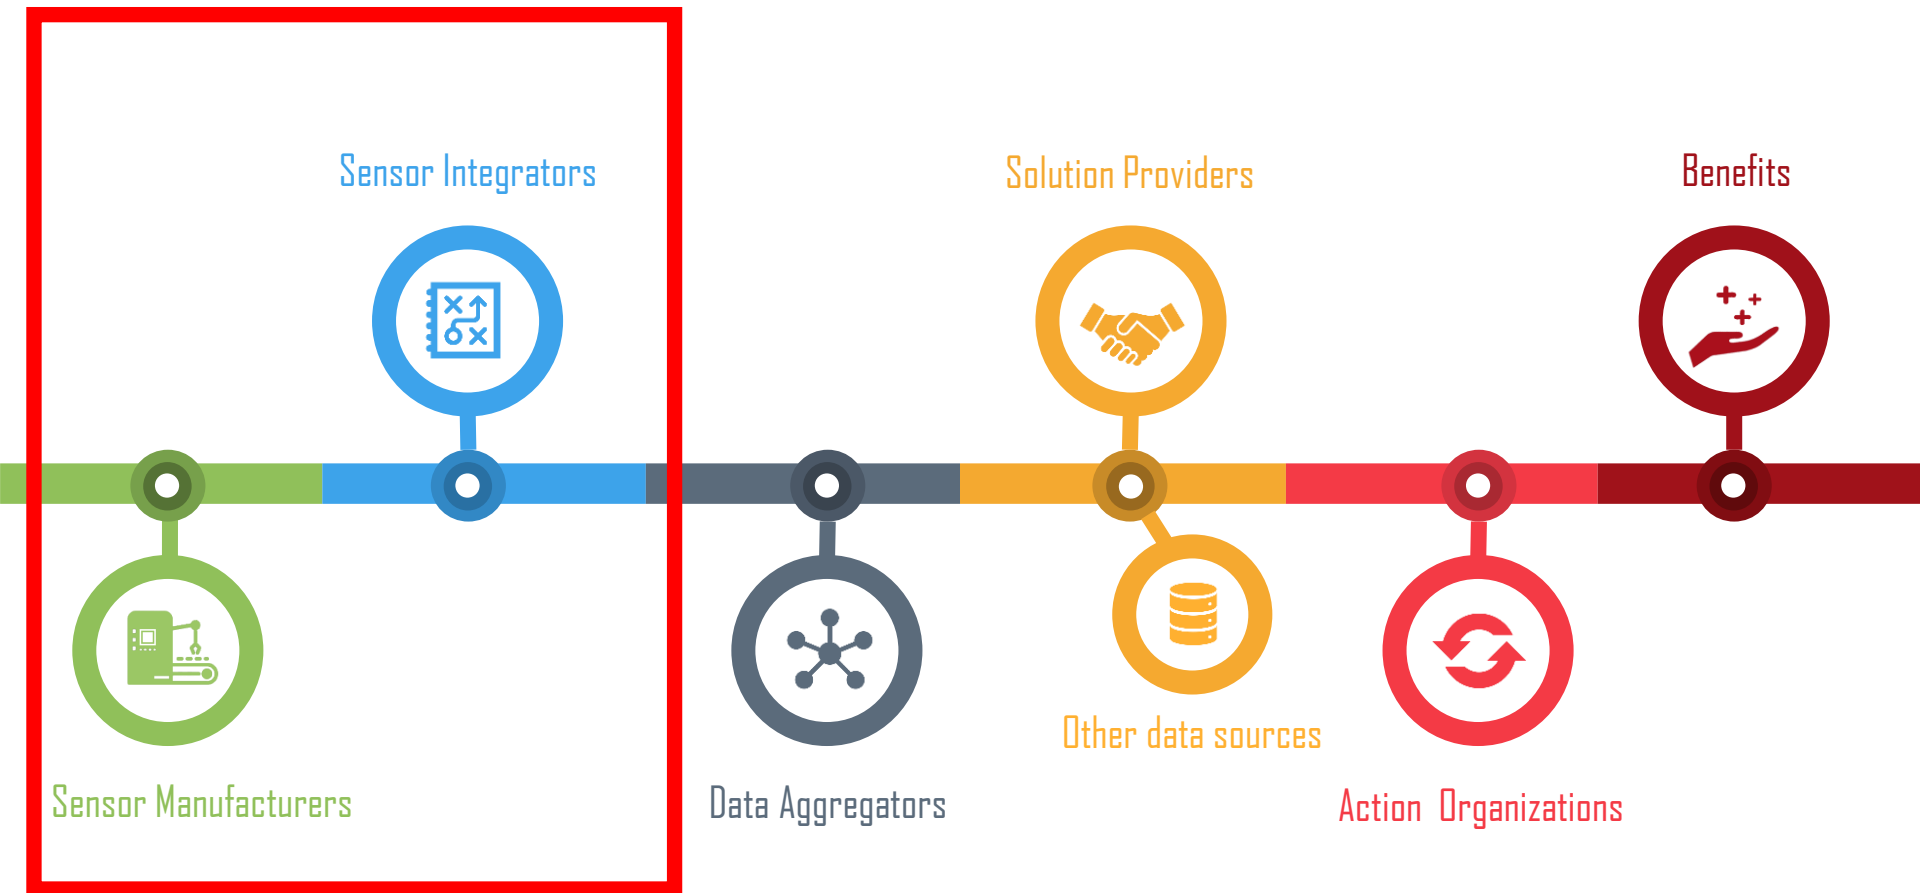 Sensor Integrators
Solution Providers
Benefits
Other data sources
Sensor Manufacturers
Data Aggregators
Action Organizations